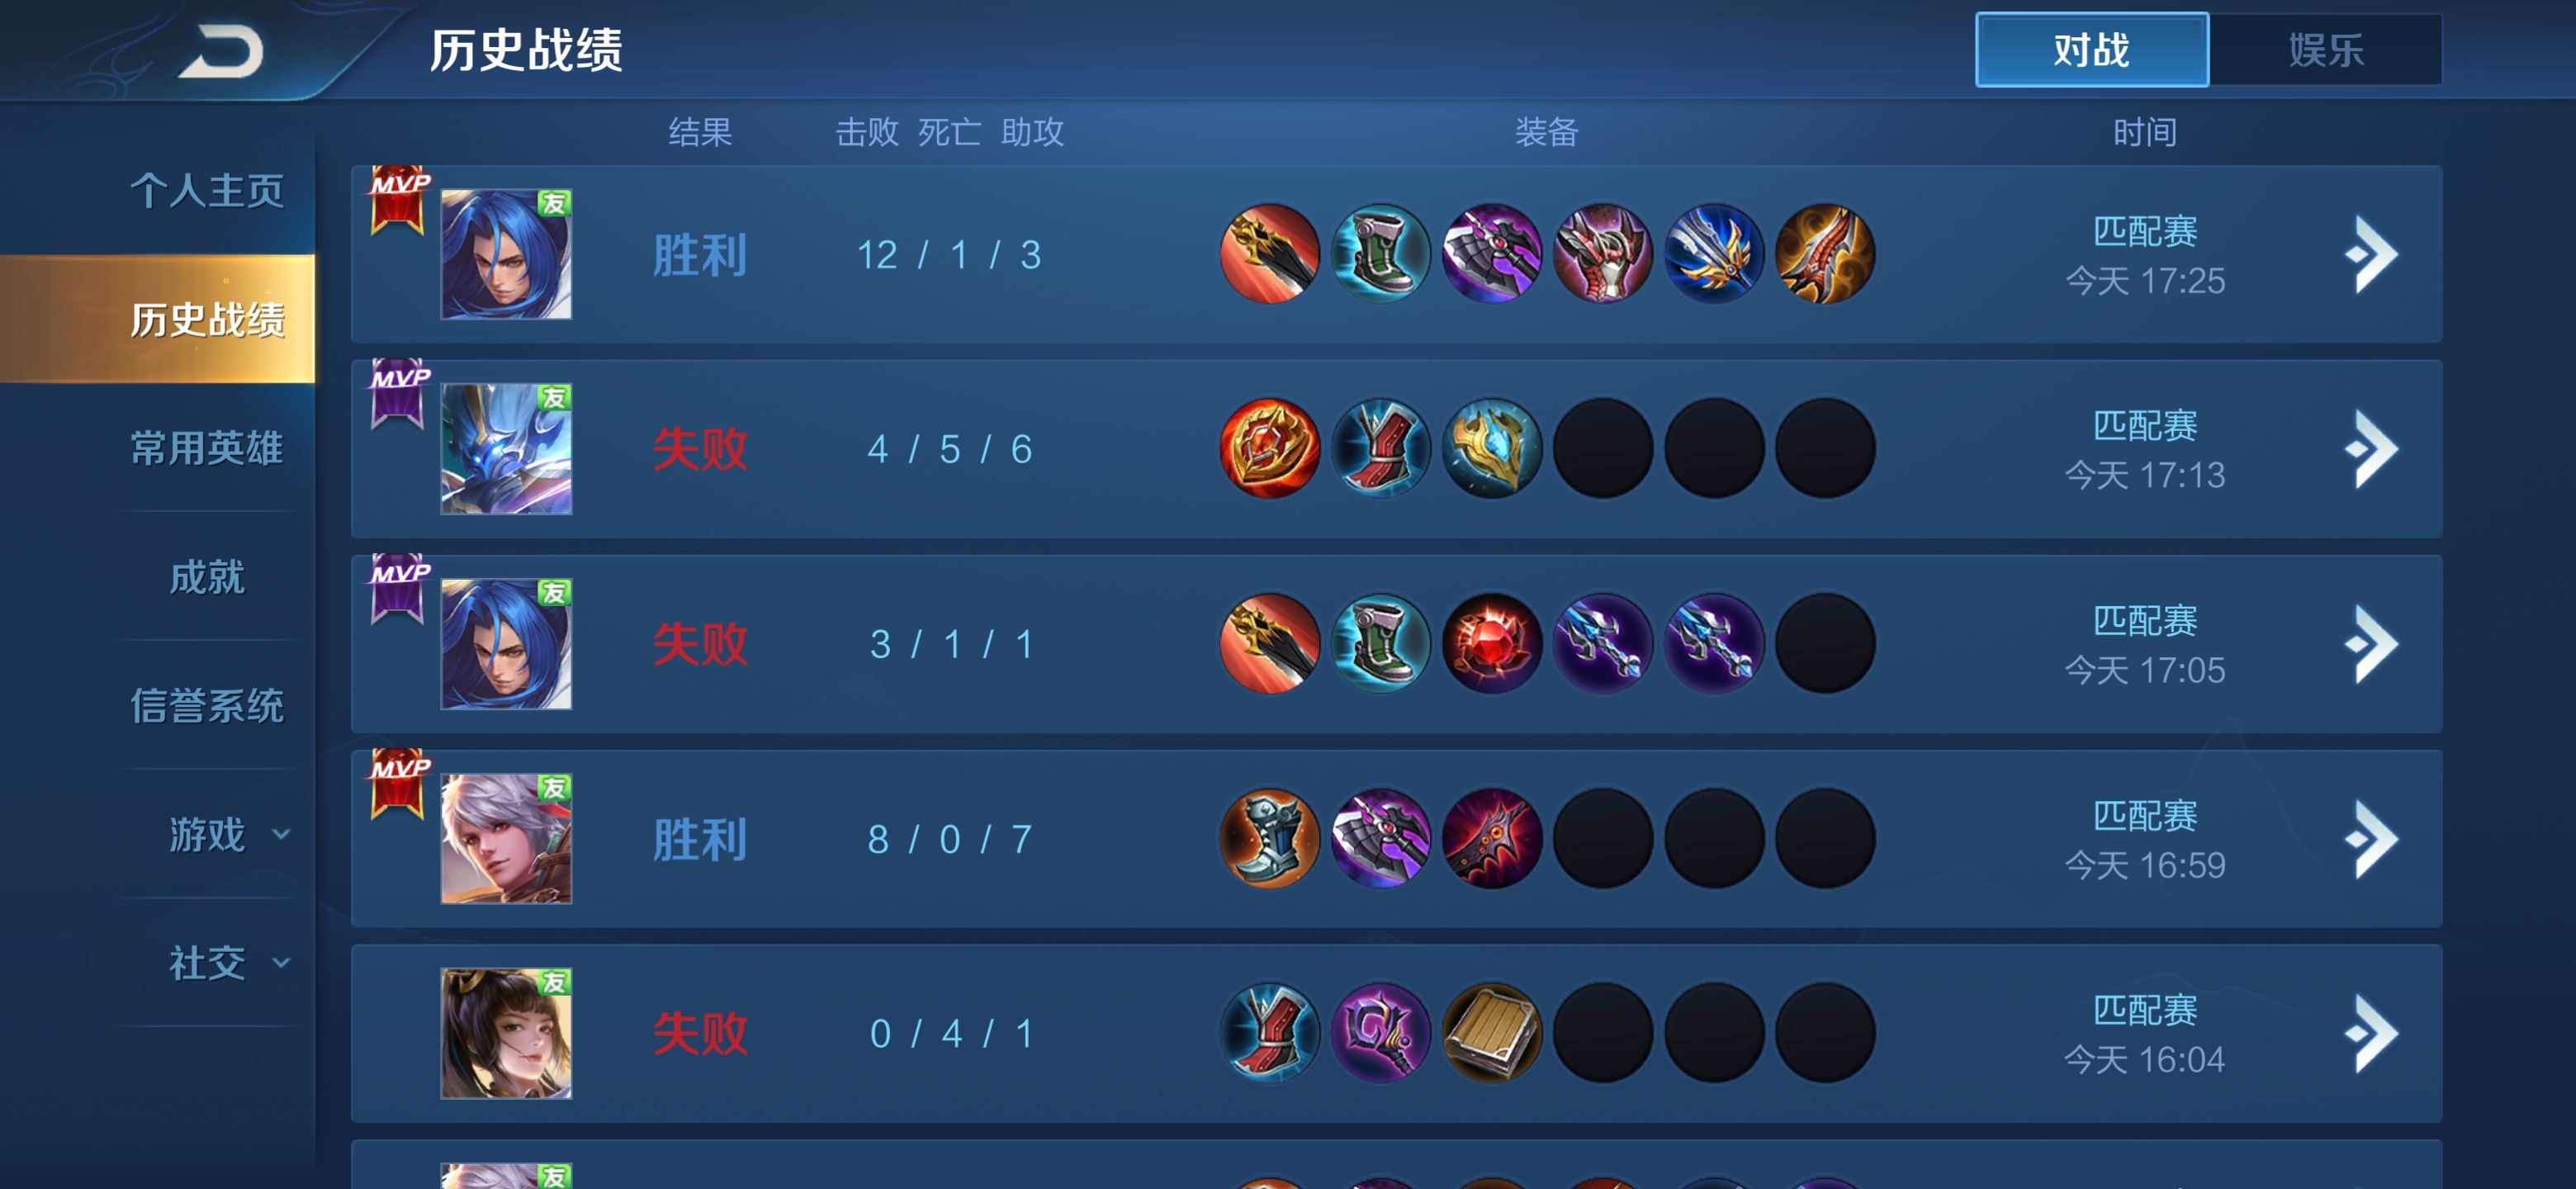 历史战绩
对战 娱乐
结果 击败 死亡 助攻 装备 时间
个人主页
历史战绩
常用英雄
成就
信誉系统
游戏
社交
MVP 友 胜利 12 / 1 / 3 匹配赛
今天 17:25
MVP 友 失败 4 / 5 / 6 匹配赛
今天 17:13
MVP 友 失败 3 / 1 / 1 匹配赛
今天 17:05
MVP 友 胜利 8 / 0 / 7 匹配赛
今天 16:59
友 失败 0 / 4 / 1 匹配赛
今天 16:04
友